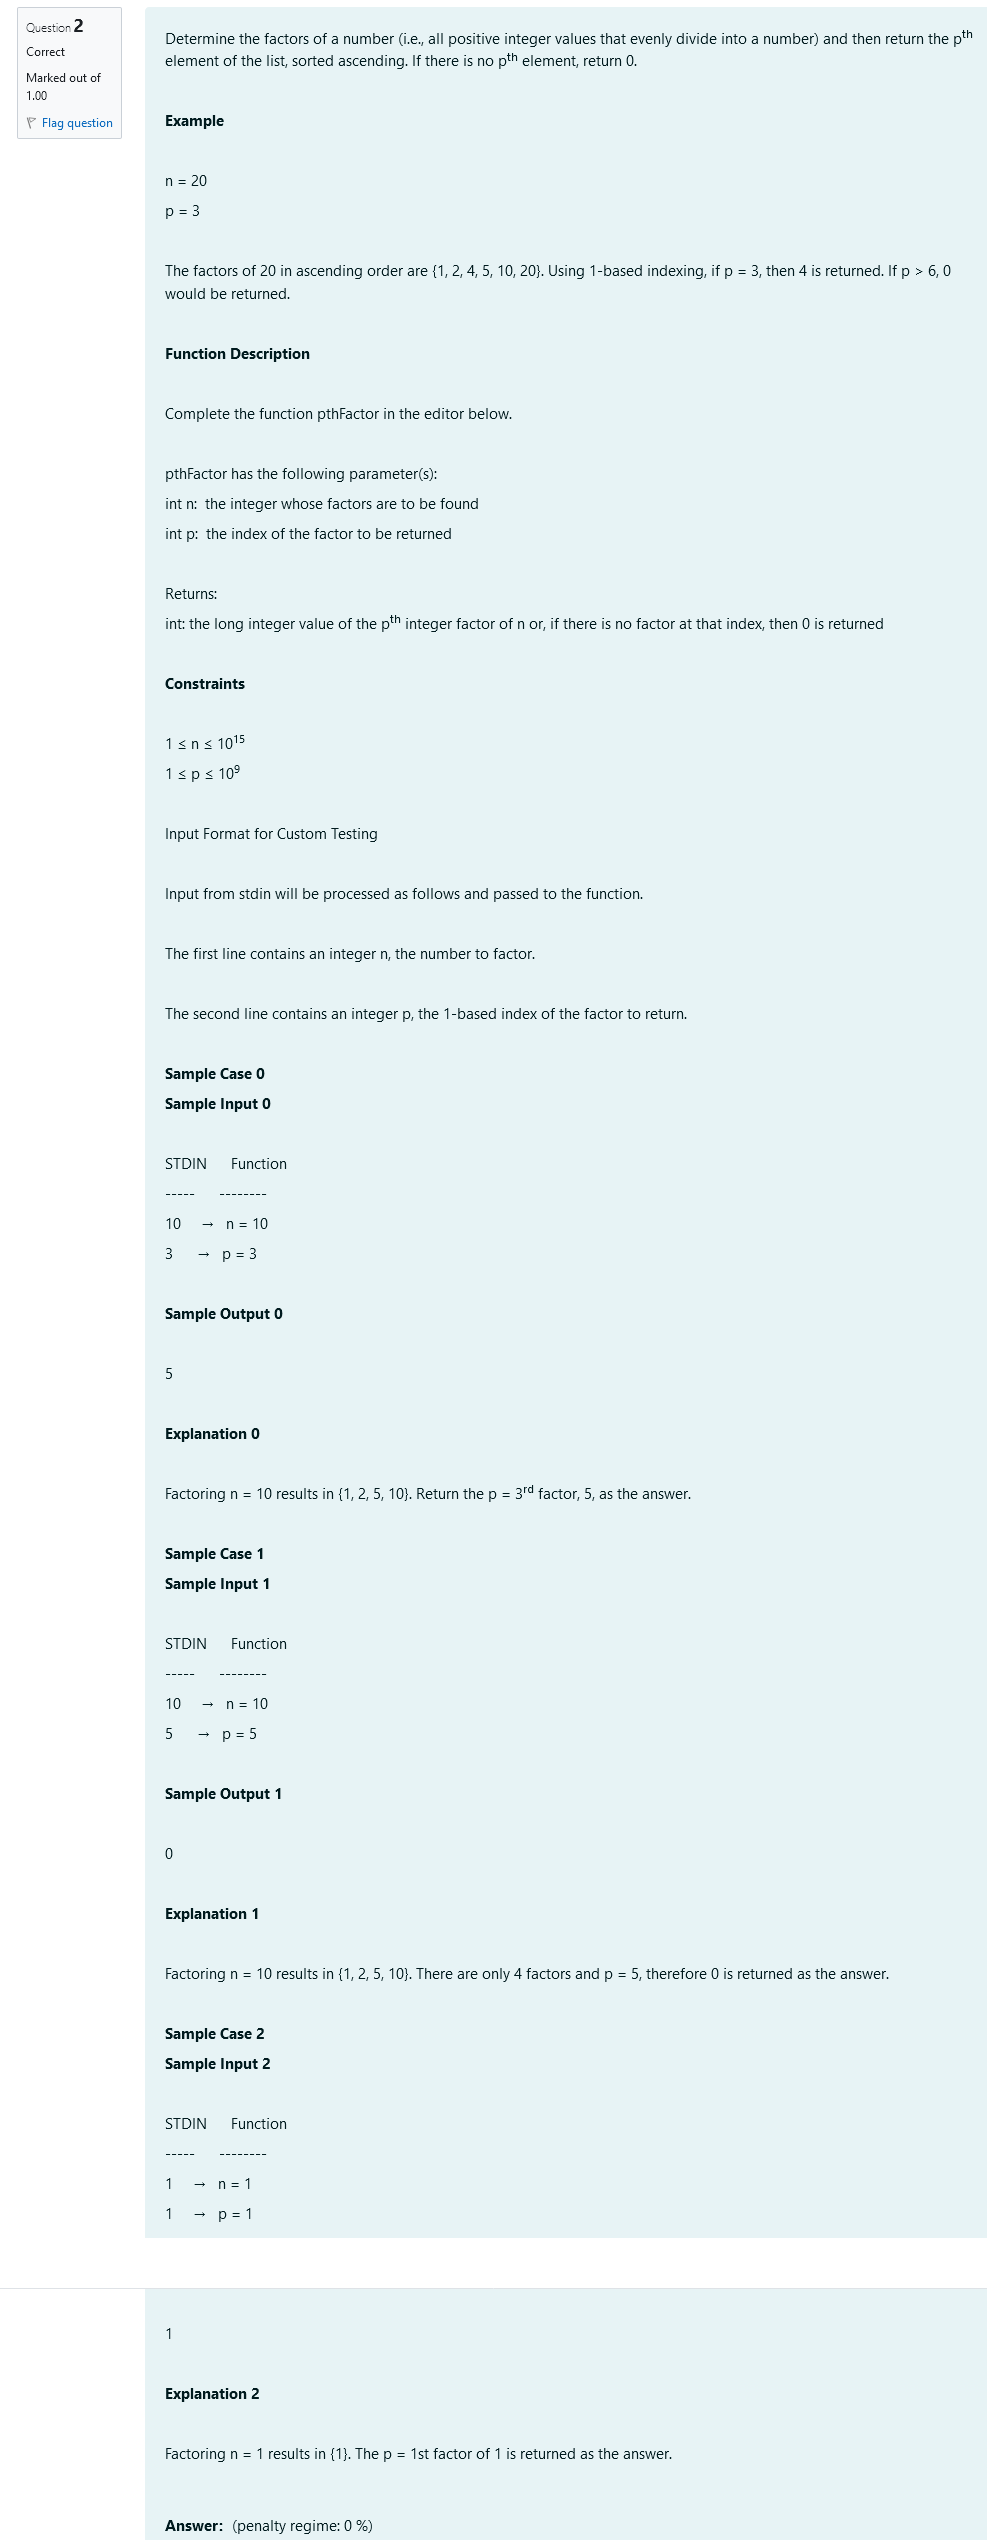 Question 2
Correct
Marked out of
1.00
Flag question
Determine the factors of a number (i.e., all positive integer values that evenly divide into a number) and then return the pth
element of the list, sorted ascending. If there is no pth element, return 0.
Example
n = 20
p = 3
The factors of 20 in ascending order are {1, 2, 4, 5, 10, 20}. Using 1-based indexing, if p = 3, then 4 is returned. If p > 6, 0
would be returned.
Function Description
Complete the function pthFactor in the editor below.
pthFactor has the following parameter(s):
int n:  the integer whose factors are to be found
int p:  the index of the factor to be returned
Returns:
int: the long integer value of the pth integer factor of n or, if there is no factor at that index, then 0 is returned
Constraints
1 ≤ n ≤ 10^15
1 ≤ p ≤ 10^9
Input Format for Custom Testing
Input from stdin will be processed as follows and passed to the function.
The first line contains an integer n, the number to factor.
The second line contains an integer p, the 1-based index of the factor to return.
Sample Case 0
Sample Input 0
STDIN Function
----- --------
10 → n = 10
3 → p = 3
Sample Output 0
5
Explanation 0
Factoring n = 10 results in {1, 2, 5, 10}. Return the p = 3rd factor, 5, as the answer.
Sample Case 1
Sample Input 1
STDIN Function
----- --------
10 → n = 10
5 → p = 5
Sample Output 1
0
Explanation 1
Factoring n = 10 results in {1, 2, 5, 10}. There are only 4 factors and p = 5, therefore 0 is returned as the answer.
Sample Case 2
Sample Input 2
STDIN Function
----- --------
1 → n = 1
1 → p = 1
1
Explanation 2
Factoring n = 1 results in {1}. The p = 1st factor of 1 is returned as the answer.
Answer: (penalty regime: 0 %)